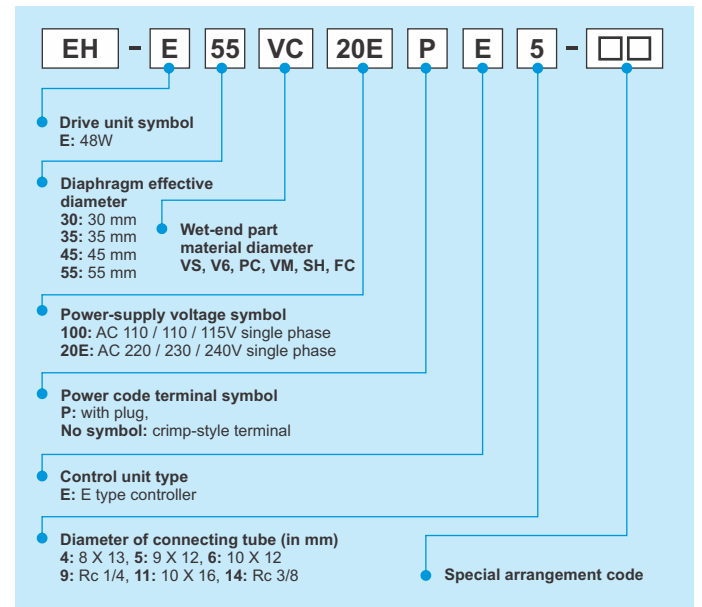 EH - E 55 VC 20E P E 5 - □□
Drive unit symbol
E: 48W
Diaphragm effective
diameter
30: 30 mm
35: 35 mm
45: 45 mm
55: 55 mm
Wet-end part
material diameter
VS, V6, PC, VM, SH, FC
Power-supply voltage symbol
100: AC 110 / 110 / 115V single phase
20E: AC 220 / 230 / 240V single phase
Power code terminal symbol
P: with plug,
No symbol: crimp-style terminal
Control unit type
E: E type controller
Diameter of connecting tube (in mm)
4: 8 X 13, 5: 9 X 12, 6: 10 X 12
9: Rc 1/4, 11: 10 X 16, 14: Rc 3/8
Special arrangement code